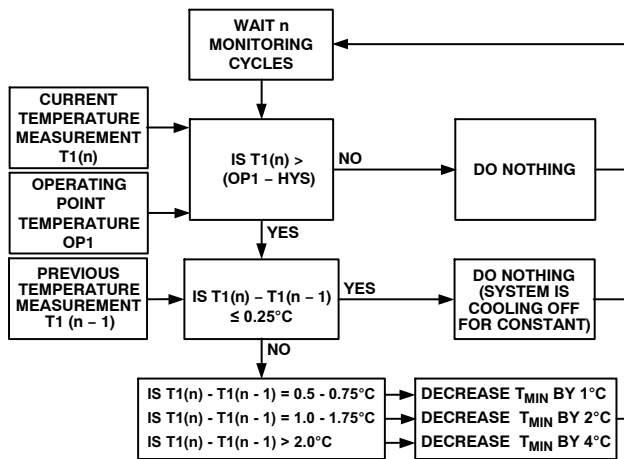 WAIT n
MONITORING
CYCLES
CURRENT
TEMPERATURE
MEASUREMENT
T1(n)
IS T1(n) >
(OP1 – HYS)
NO
DO NOTHING
OPERATING
POINT
TEMPERATURE
OP1
YES
PREVIOUS
TEMPERATURE
MEASUREMENT
T1 (n – 1)
IS T1(n) – T1(n – 1)
≤ 0.25°C
YES
DO NOTHING
(SYSTEM IS
COOLING OFF
FOR CONSTANT)
NO
IS T1(n) - T1(n - 1) = 0.5 - 0.75°C
DECREASE TMIN BY 1°C
IS T1(n) - T1(n - 1) = 1.0 - 1.75°C
DECREASE TMIN BY 2°C
IS T1(n) - T1(n - 1) > 2.0°C
DECREASE TMIN BY 4°C